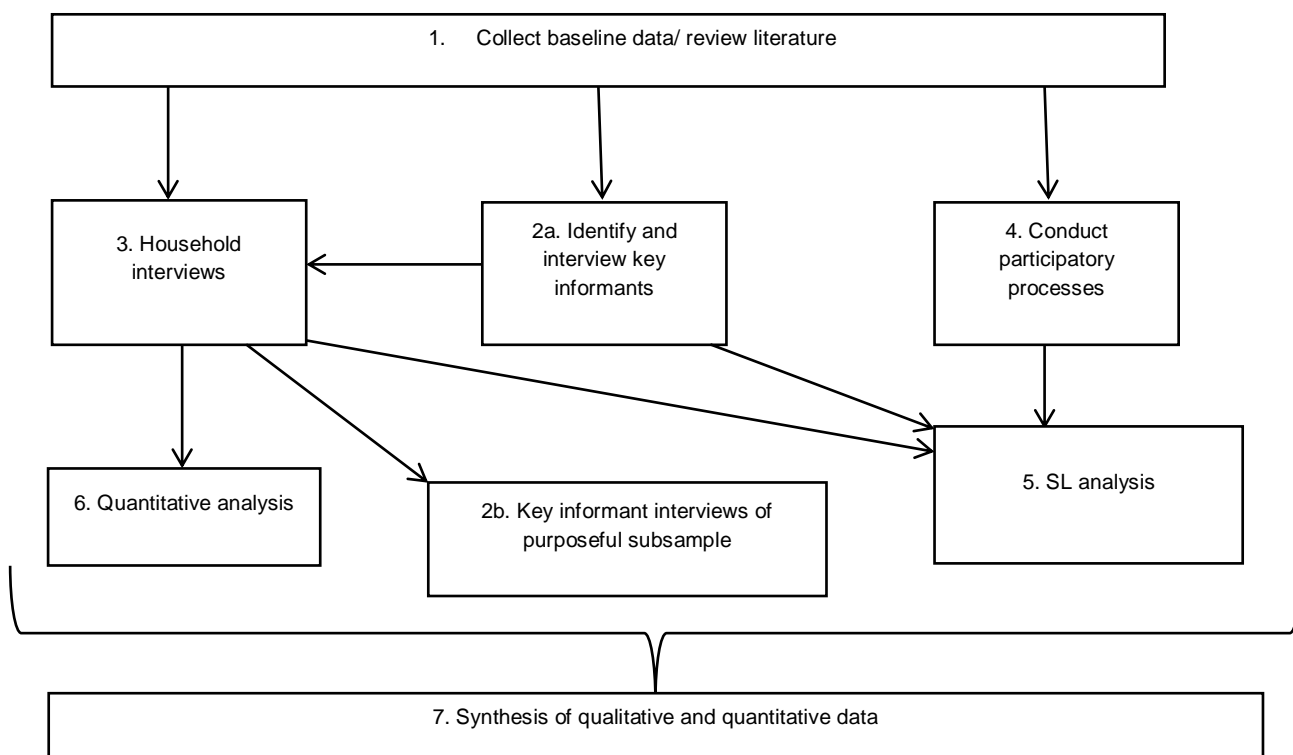 1. Collect baseline data/ review literature
3. Household
interviews
2a. Identify and
interview key
informants
4. Conduct
participatory
processes
6. Quantitative analysis
2b. Key informant interviews of
purposeful subsample
5. SL analysis
7. Synthesis of qualitative and quantitative data